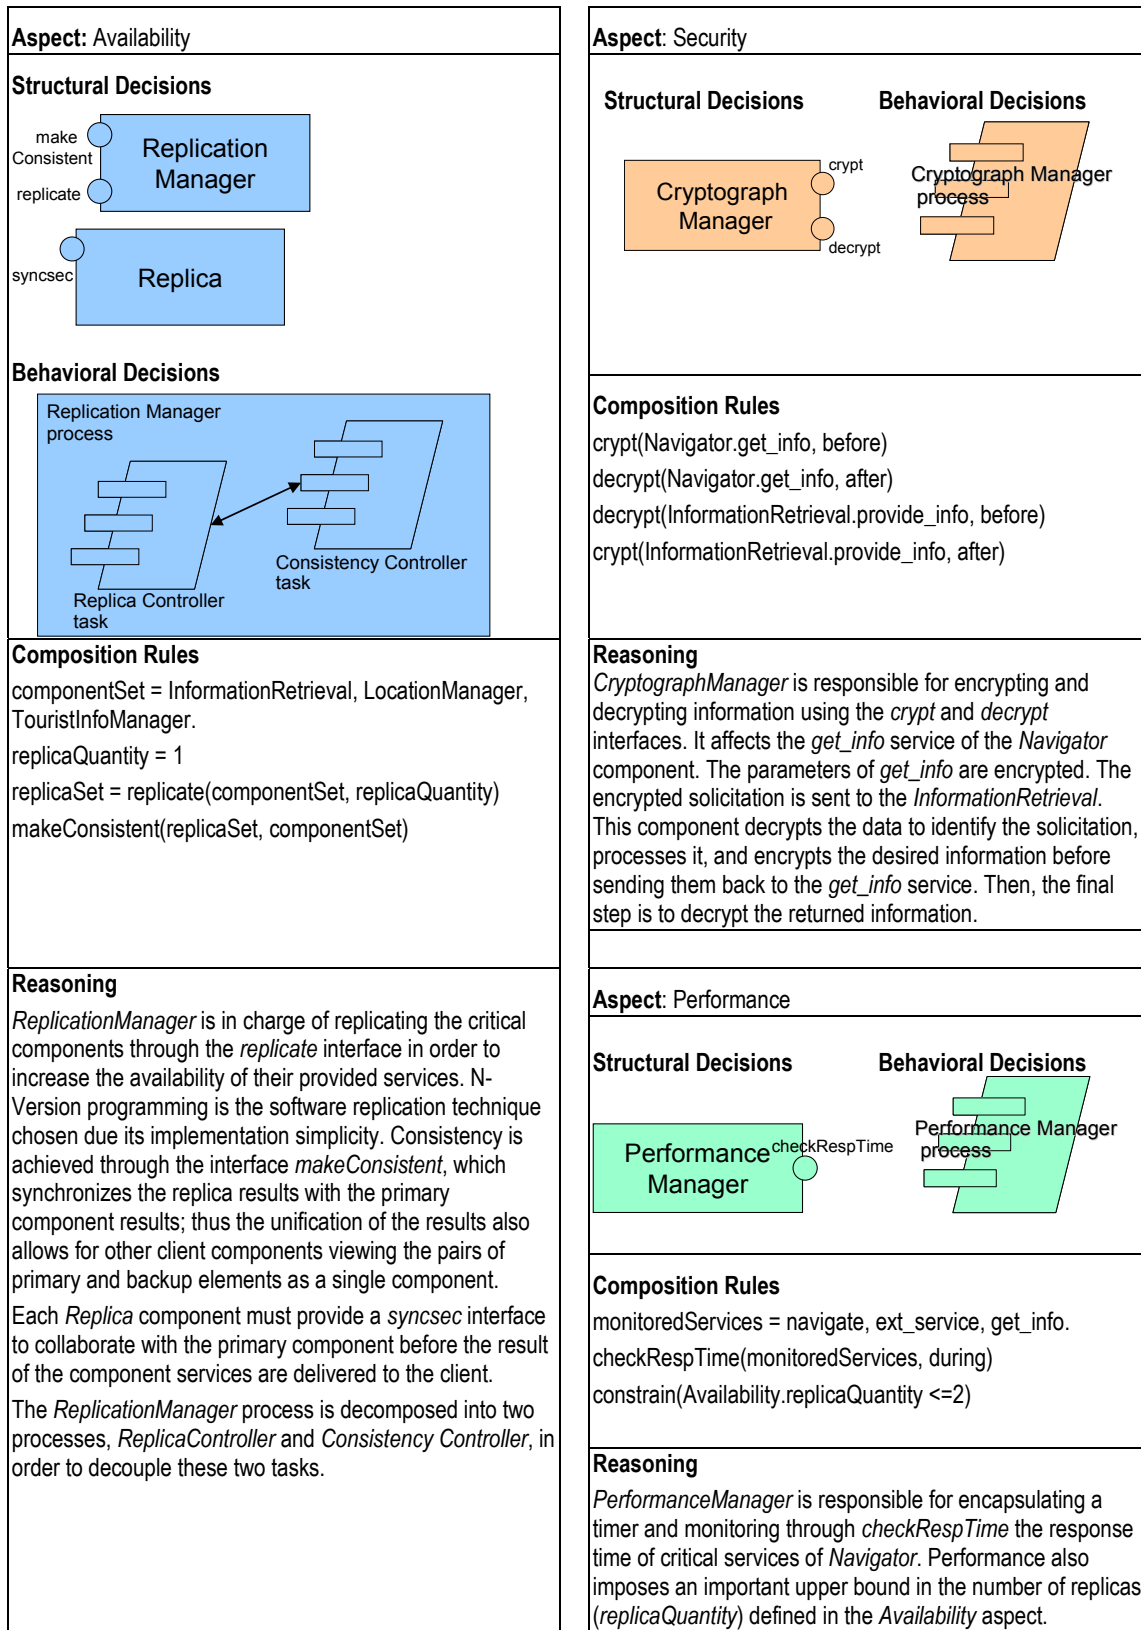 Aspect: Availability
Structural Decisions
make
Consistent
replicate
Replication
Manager
syncsec
Replica
Behavioral Decisions
Replication Manager
process
Consistency Controller
task
Replica Controller
task
Composition Rules
componentSet = InformationRetrieval, LocationManager,
TouristInfoManager.
replicaQuantity = 1
replicaSet = replicate(componentSet, replicaQuantity)
makeConsistent(replicaSet, componentSet)
Reasoning
ReplicationManager is in charge of replicating the critical
components through the replicate interface in order to
increase the availability of their provided services. N-
Version programming is the software replication technique
chosen due its implementation simplicity. Consistency is
achieved through the interface makeConsistent, which
synchronizes the replica results with the primary
component results; thus the unification of the results also
allows for other client components viewing the pairs of
primary and backup elements as a single component.
Each Replica component must provide a syncsec interface
to collaborate with the primary component before the result
of the component services are delivered to the client.
The ReplicationManager process is decomposed into two
processes, ReplicaController and Consistency Controller, in
order to decouple these two tasks.
Aspect: Security
Structural Decisions
Behavioral Decisions
Cryptograph
Manager
crypt
decrypt
Cryptograph Manager
process
Composition Rules
crypt(Navigator.get_info, before)
decrypt(Navigator.get_info, after)
decrypt(InformationRetrieval.provide_info, before)
crypt(InformationRetrieval.provide_info, after)
Reasoning
CryptographManager is responsible for encrypting and
decrypting information using the crypt and decrypt
interfaces. It affects the get_info service of the Navigator
component. The parameters of get_info are encrypted. The
encrypted solicitation is sent to the InformationRetrieval.
This component decrypts the data to identify the solicitation,
processes it, and encrypts the desired information before
sending them back to the get_info service. Then, the final
step is to decrypt the returned information.
Aspect: Performance
Structural Decisions
Behavioral Decisions
Performance
Manager
checkRespTime
Performance Manager
process
Composition Rules
monitoredServices = navigate, ext_service, get_info.
checkRespTime(monitoredServices, during)
constrain(Availability.replicaQuantity <=2)
Reasoning
PerformanceManager is responsible for encapsulating a
timer and monitoring through checkRespTime the response
time of critical services of Navigator. Performance also
imposes an important upper bound in the number of replicas
(replicaQuantity) defined in the Availability aspect.